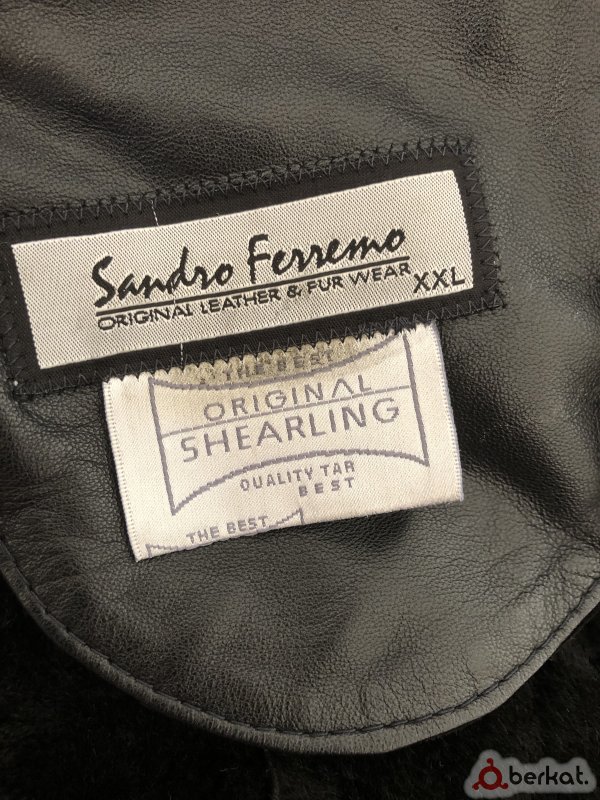 Sandro Ferremo
ORIGINAL LEATHER & FUR WEAR
XXL
THE BEST
ORIGINAL
SHEARLING
QUALITY TAR
BEST
THE BEST
berkat.